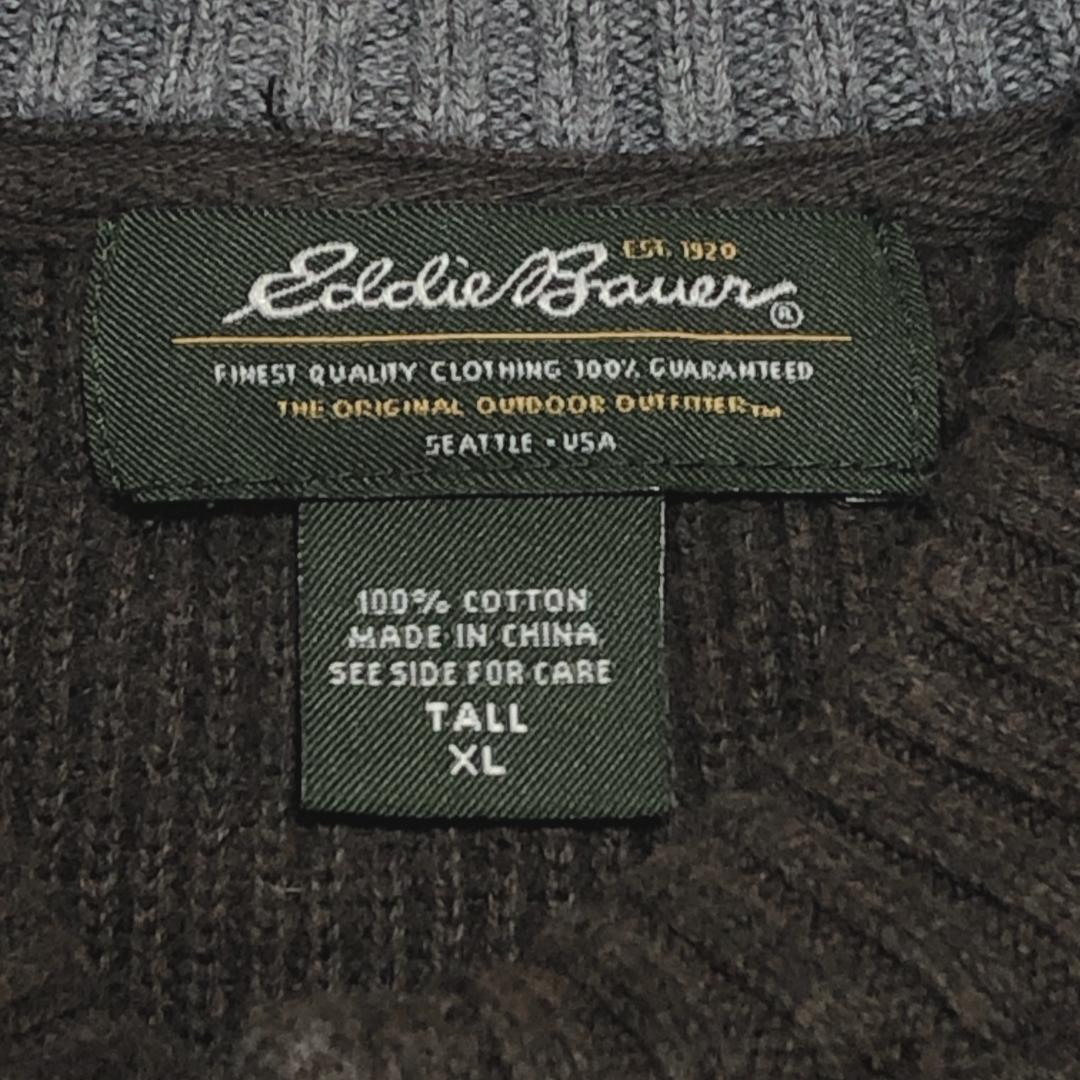 Eddie Bauer®
EST. 1920
FINEST QUALITY CLOTHING 100% GUARANTEED
THE ORIGINAL OUTDOOR OUTFITTER™
SEATTLE • USA
100% COTTON
MADE IN CHINA
SEE SIDE FOR CARE
TALL
XL